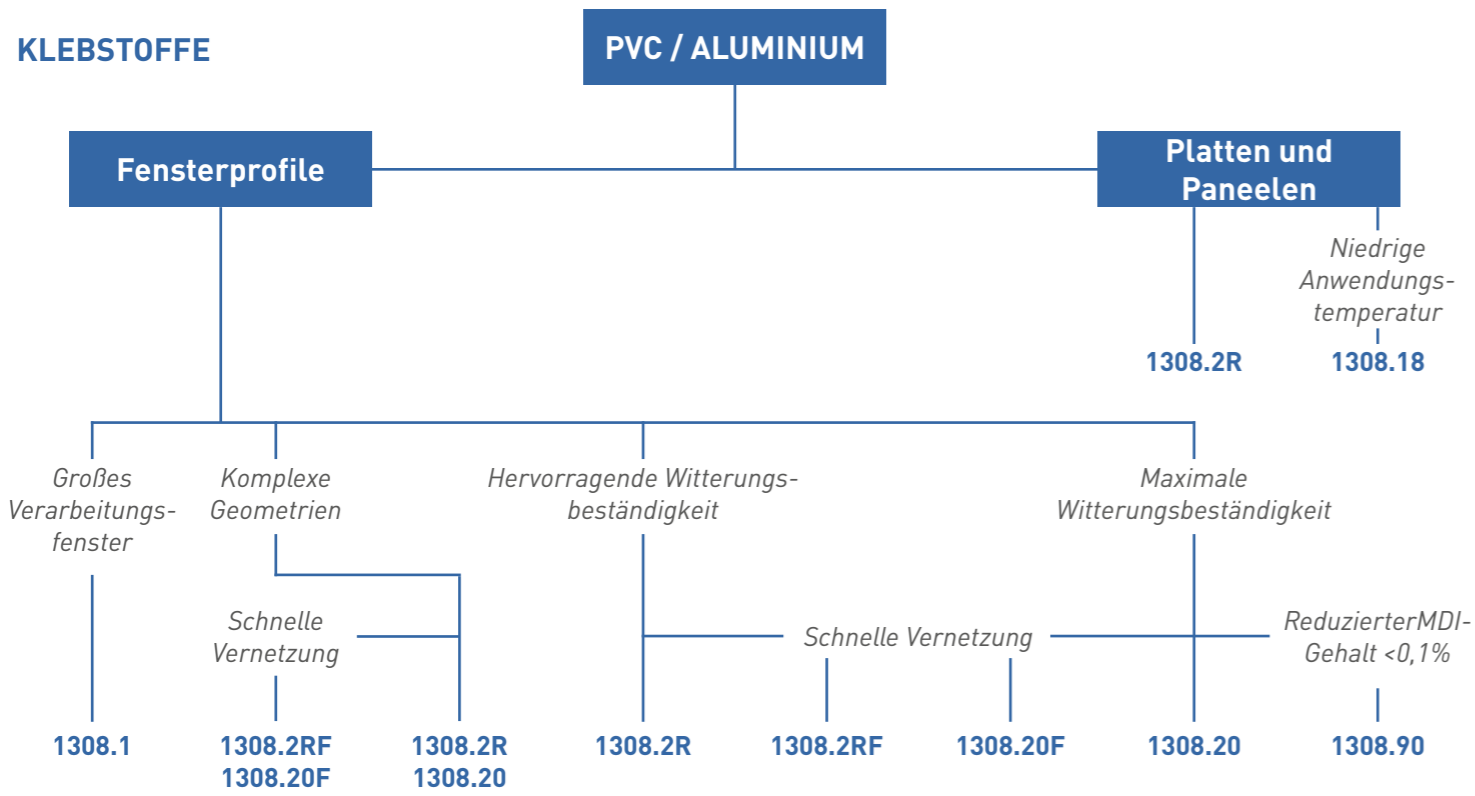 KLEBSTOFFE
PVC / ALUMINIUM
Fensterprofile
Platten und
Paneelen
Niedrige
Anwendungs-
temperatur
1308.2R
1308.18
Großes
Verarbeitungs-
fenster
Komplexe
Geometrien
Hervorragende Witterungs-
beständigkeit
Maximale
Witterungsbeständigkeit
Schnelle
Vernetzung
Schnelle Vernetzung
ReduzierterMDI-
Gehalt <0,1%
1308.1
1308.2RF
1308.20F
1308.2R
1308.20
1308.2R
1308.2RF
1308.20F
1308.20
1308.90